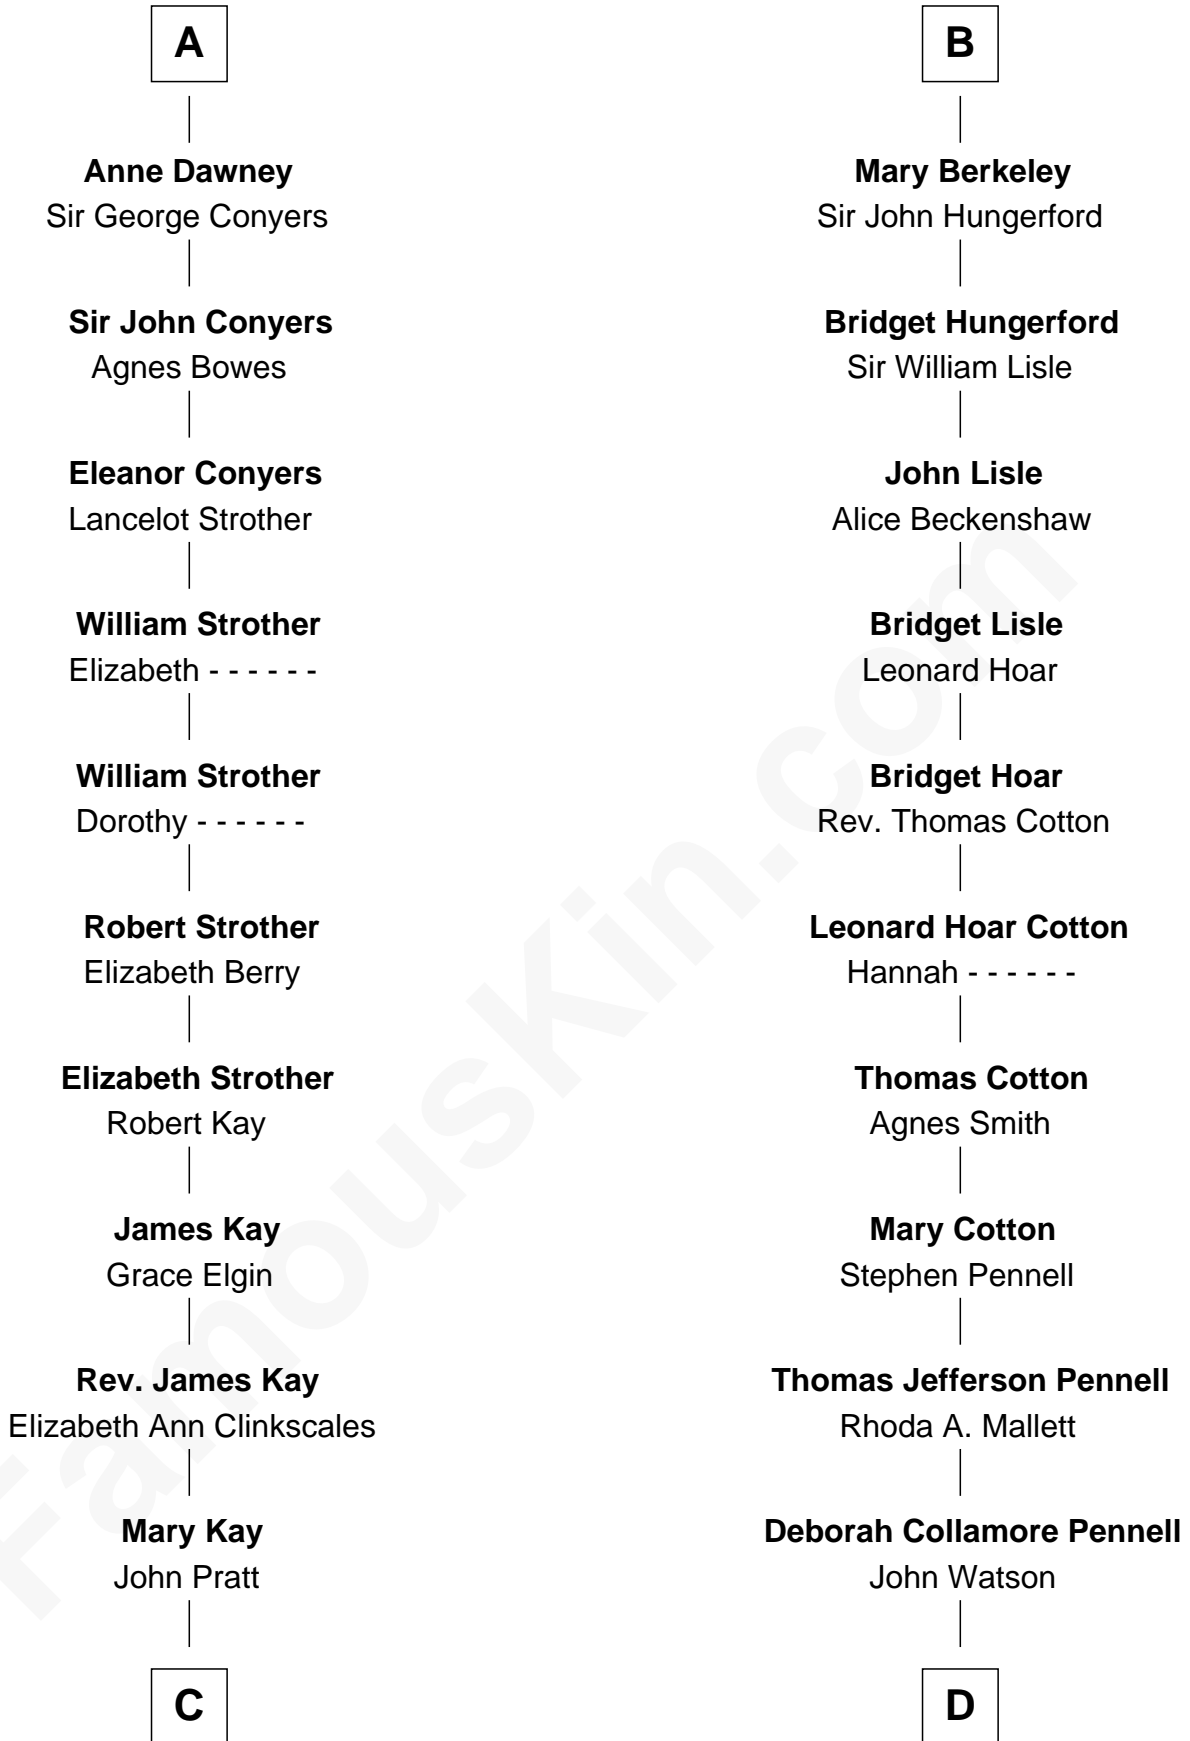 A
Anne Dawney
Sir George Conyers
Sir John Conyers
Agnes Bowes
Eleanor Conyers
Lancelot Strother
William Strother
Elizabeth - - - - - -
William Strother
Dorothy - - - - - -
Robert Strother
Elizabeth Berry
Elizabeth Strother
Robert Kay
James Kay
Grace Elgin
Rev. James Kay
Elizabeth Ann Clinkscales
Mary Kay
John Pratt
C
B
Mary Berkeley
Sir John Hungerford
Bridget Hungerford
Sir William Lisle
John Lisle
Alice Beckenshaw
Bridget Lisle
Leonard Hoar
Bridget Hoar
Rev. Thomas Cotton
Leonard Hoar Cotton
Hannah - - - - - -
Thomas Cotton
Agnes Smith
Mary Cotton
Stephen Pennell
Thomas Jefferson Pennell
Rhoda A. Mallett
Deborah Collamore Pennell
John Watson
D
FamousKin.com